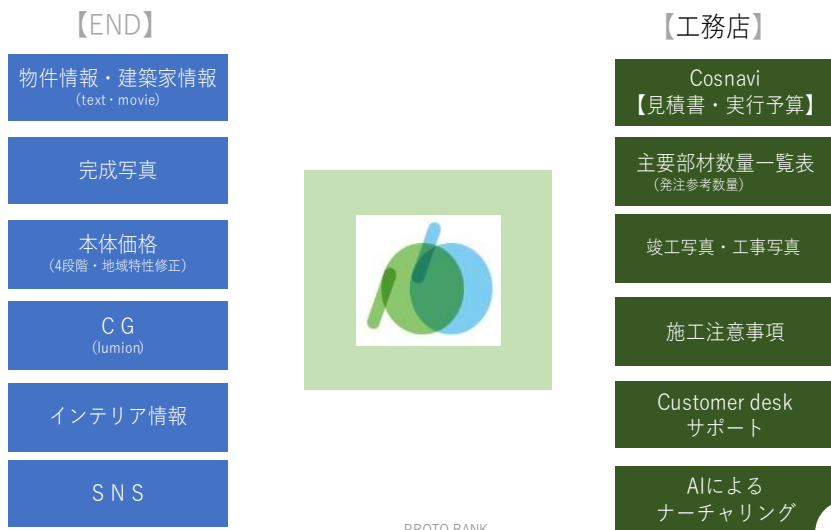 【END】
物件情報・建築家情報
(text・movie)
完成写真
本体価格
(4段階・地域特性修正)
ＣＧ
(lumion)
インテリア情報
ＳＮＳ
PROTO BANK
【工務店】
Cosnavi
【見積書・実行予算】
主要部材数量一覧表
(発注参考数量)
竣工写真・工事写真
施工注意事項
Customer desk
サポート
AIによる
ナーチャリング